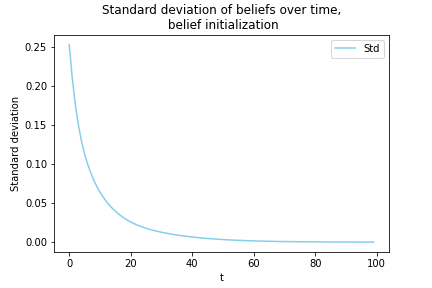 Standard deviation of beliefs over time,
belief initialization
Std
Standard deviation
0.25
0.20
0.15
0.10
0.05
0.00
0 20 40 60 80 100
t